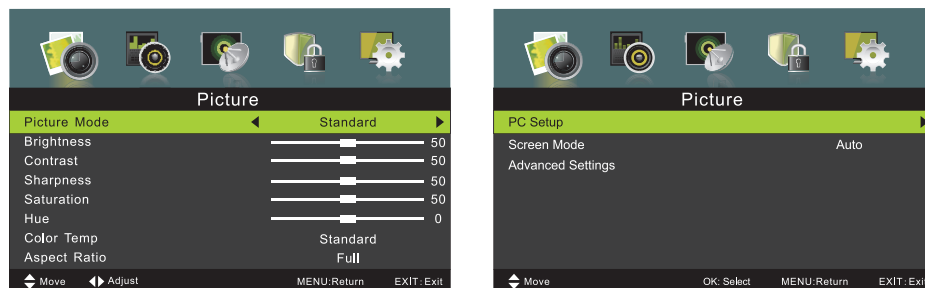 Picture
Picture Mode Standard
Brightness 50
Contrast 50
Sharpness 50
Saturation 50
Hue 0
Color Temp Standard
Aspect Ratio Full
Move Adjust MENU:Return EXIT:Exit
Picture
PC Setup
Screen Mode Auto
Advanced Settings
Move OK: Select MENU:Return EXIT:Exit